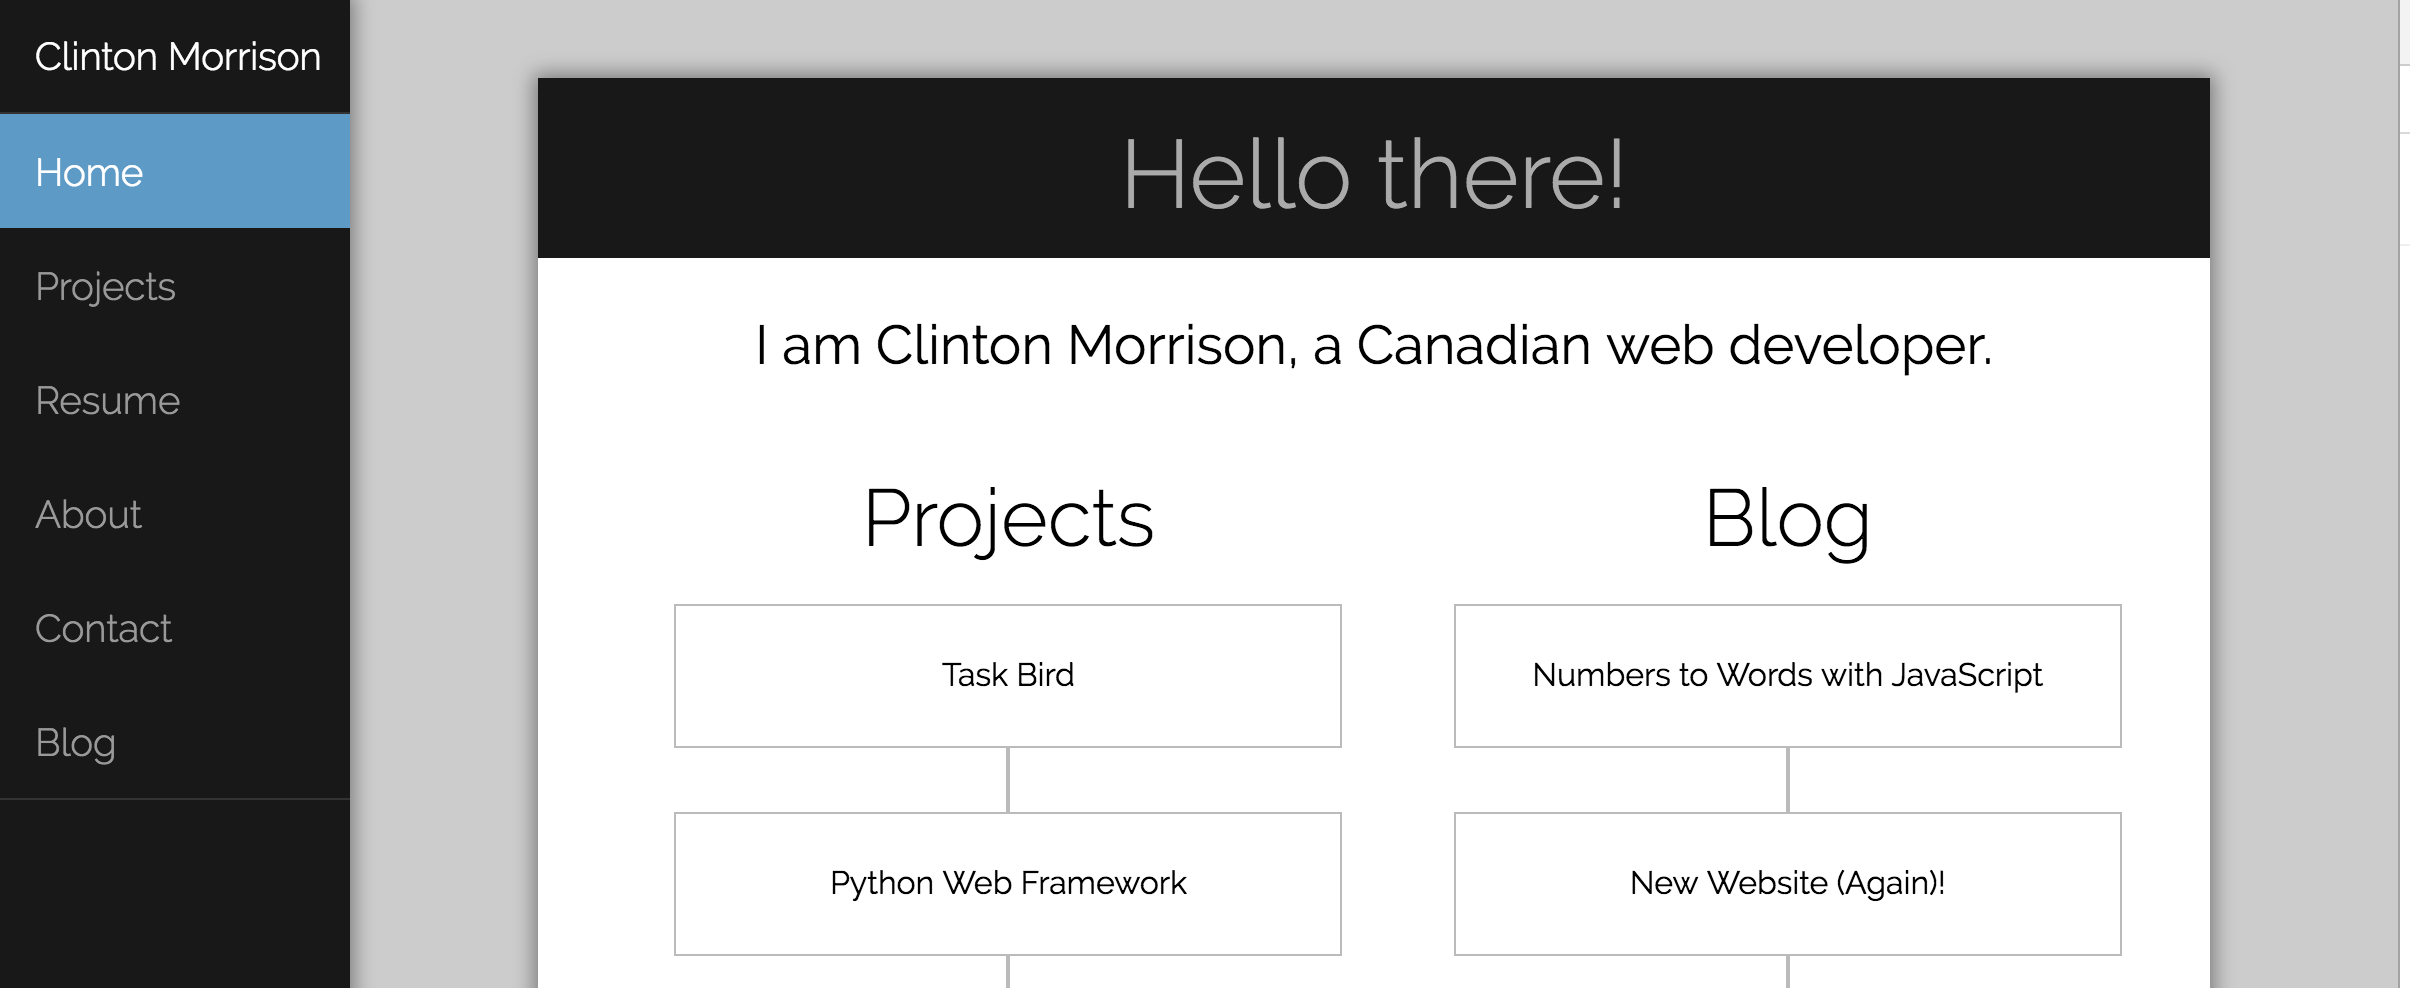 Clinton Morrison
Home
Projects
Resume
About
Contact
Blog
Hello there!
I am Clinton Morrison, a Canadian web developer.
Projects
Task Bird
Python Web Framework
Blog
Numbers to Words with JavaScript
New Website (Again)!